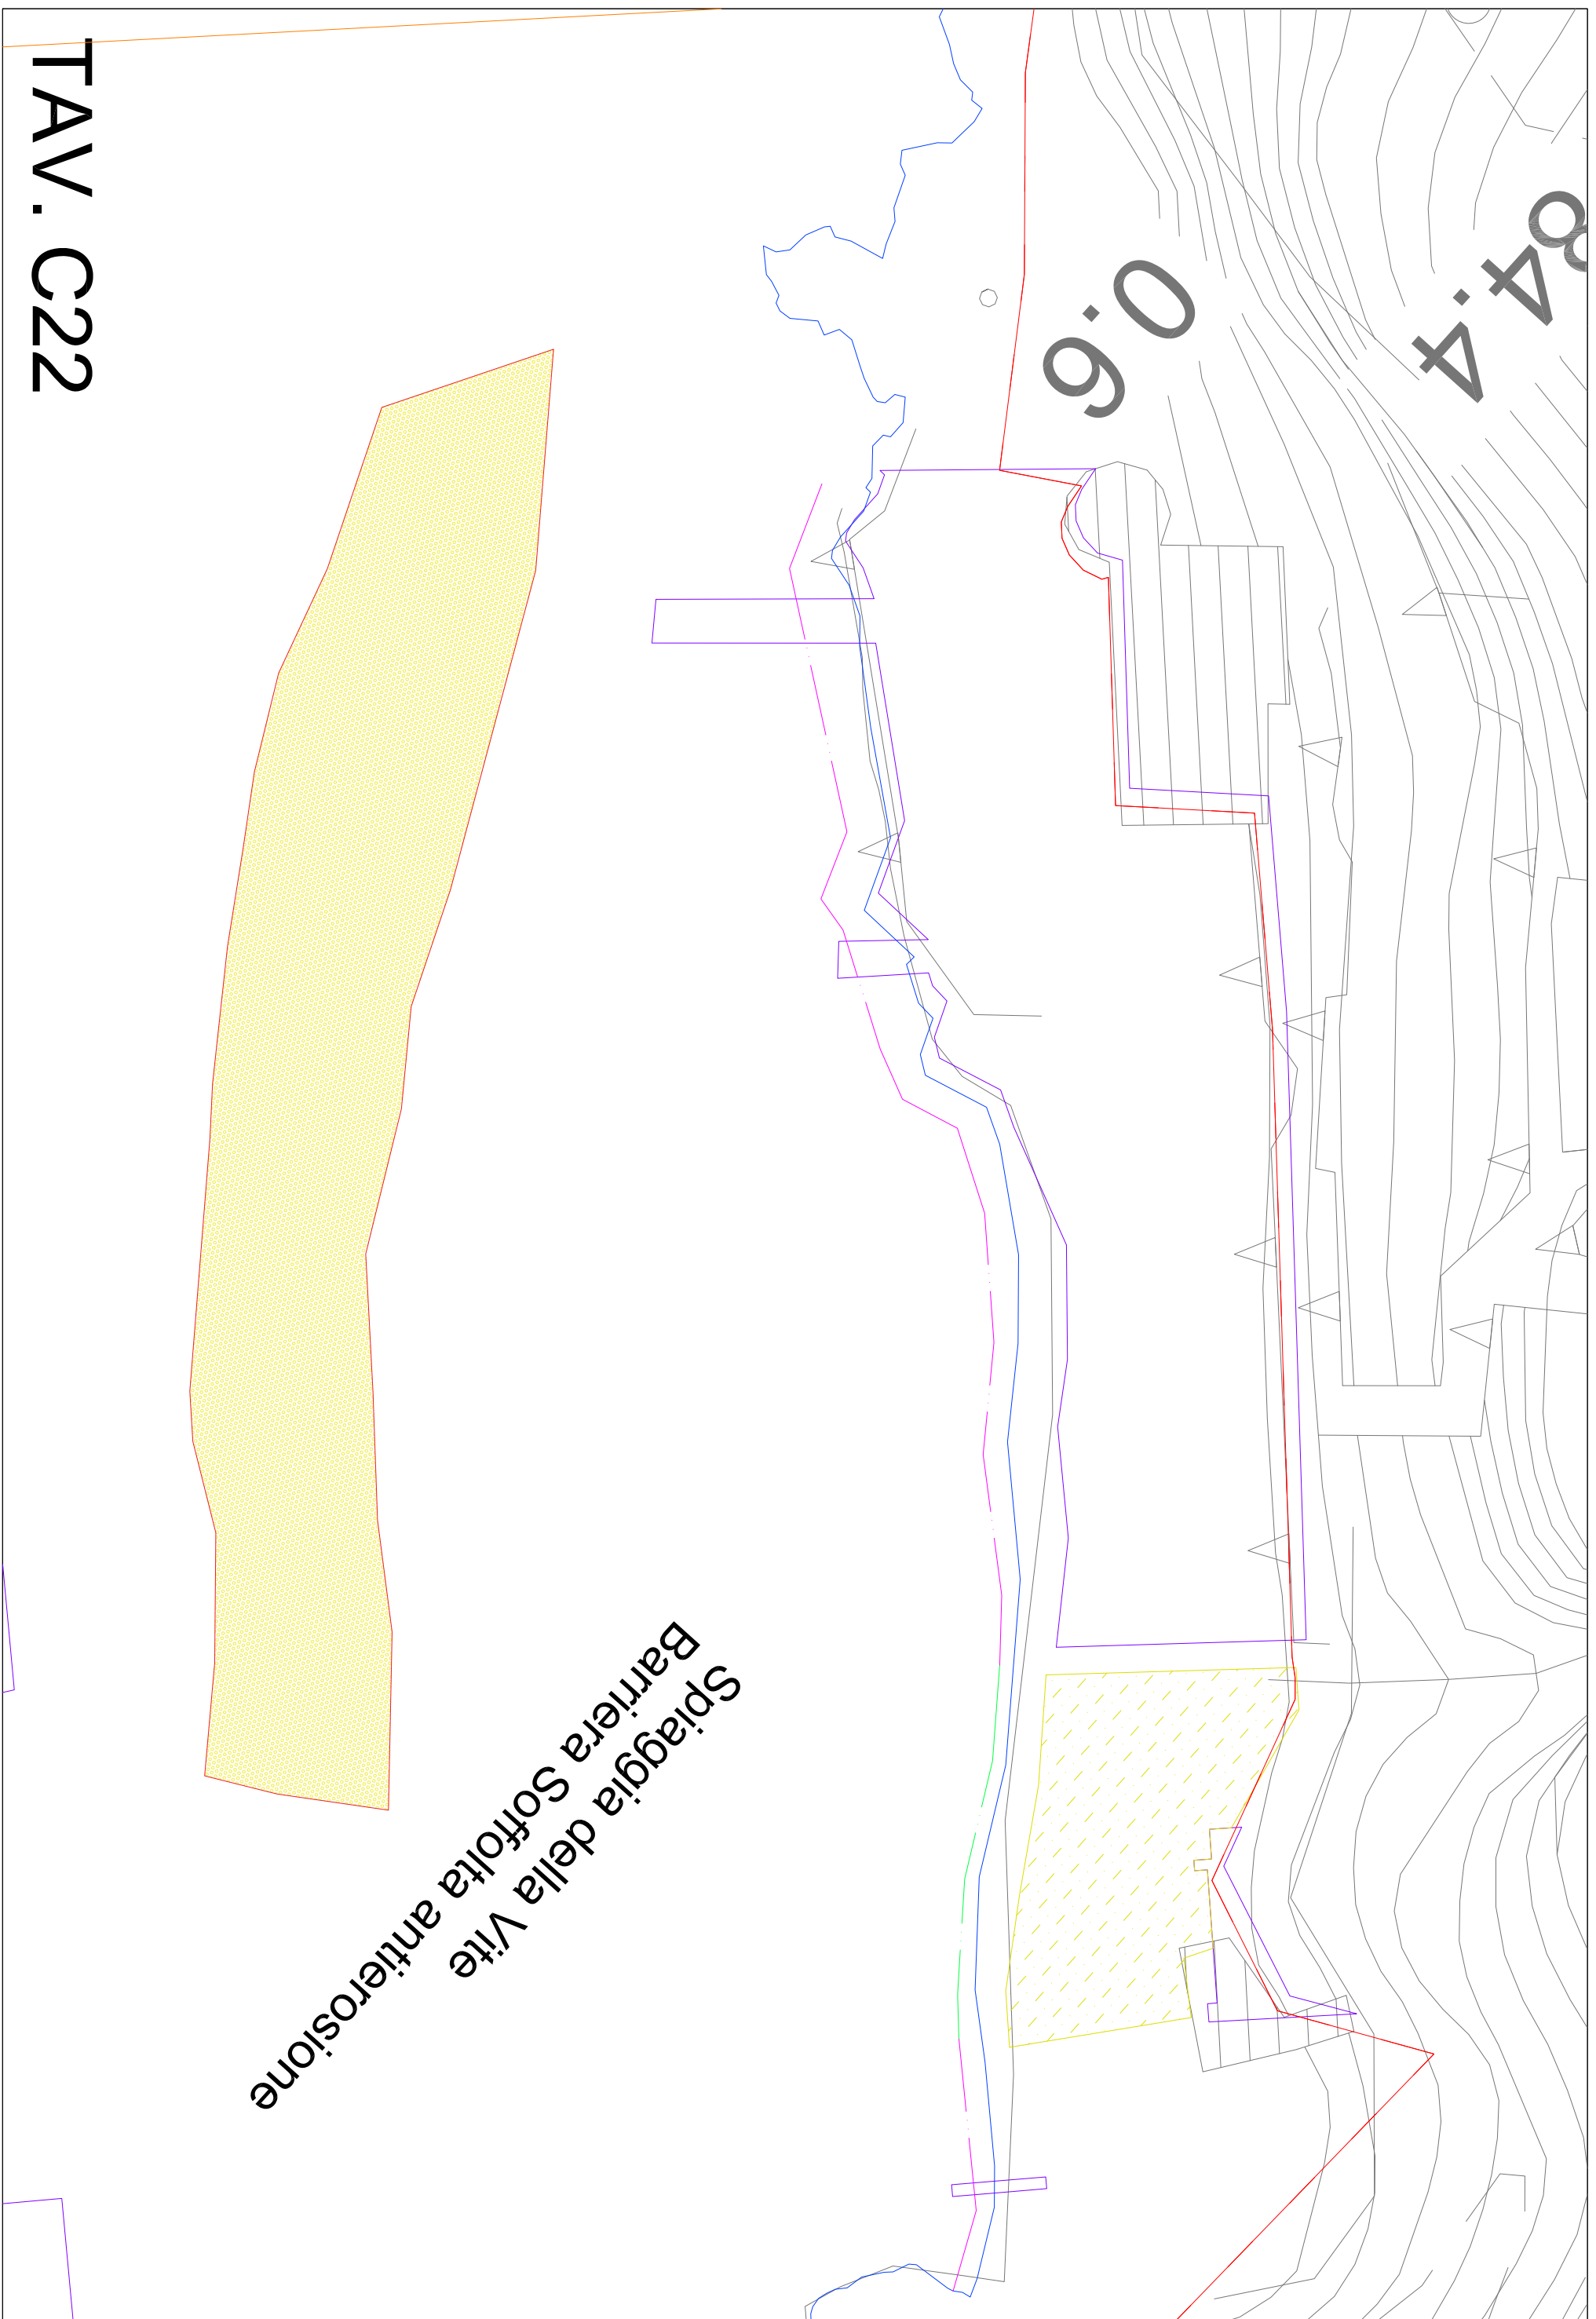 TAV. C22
84.4
0.6
Spiaggia della Vite
Barriera Soffolta antierosione